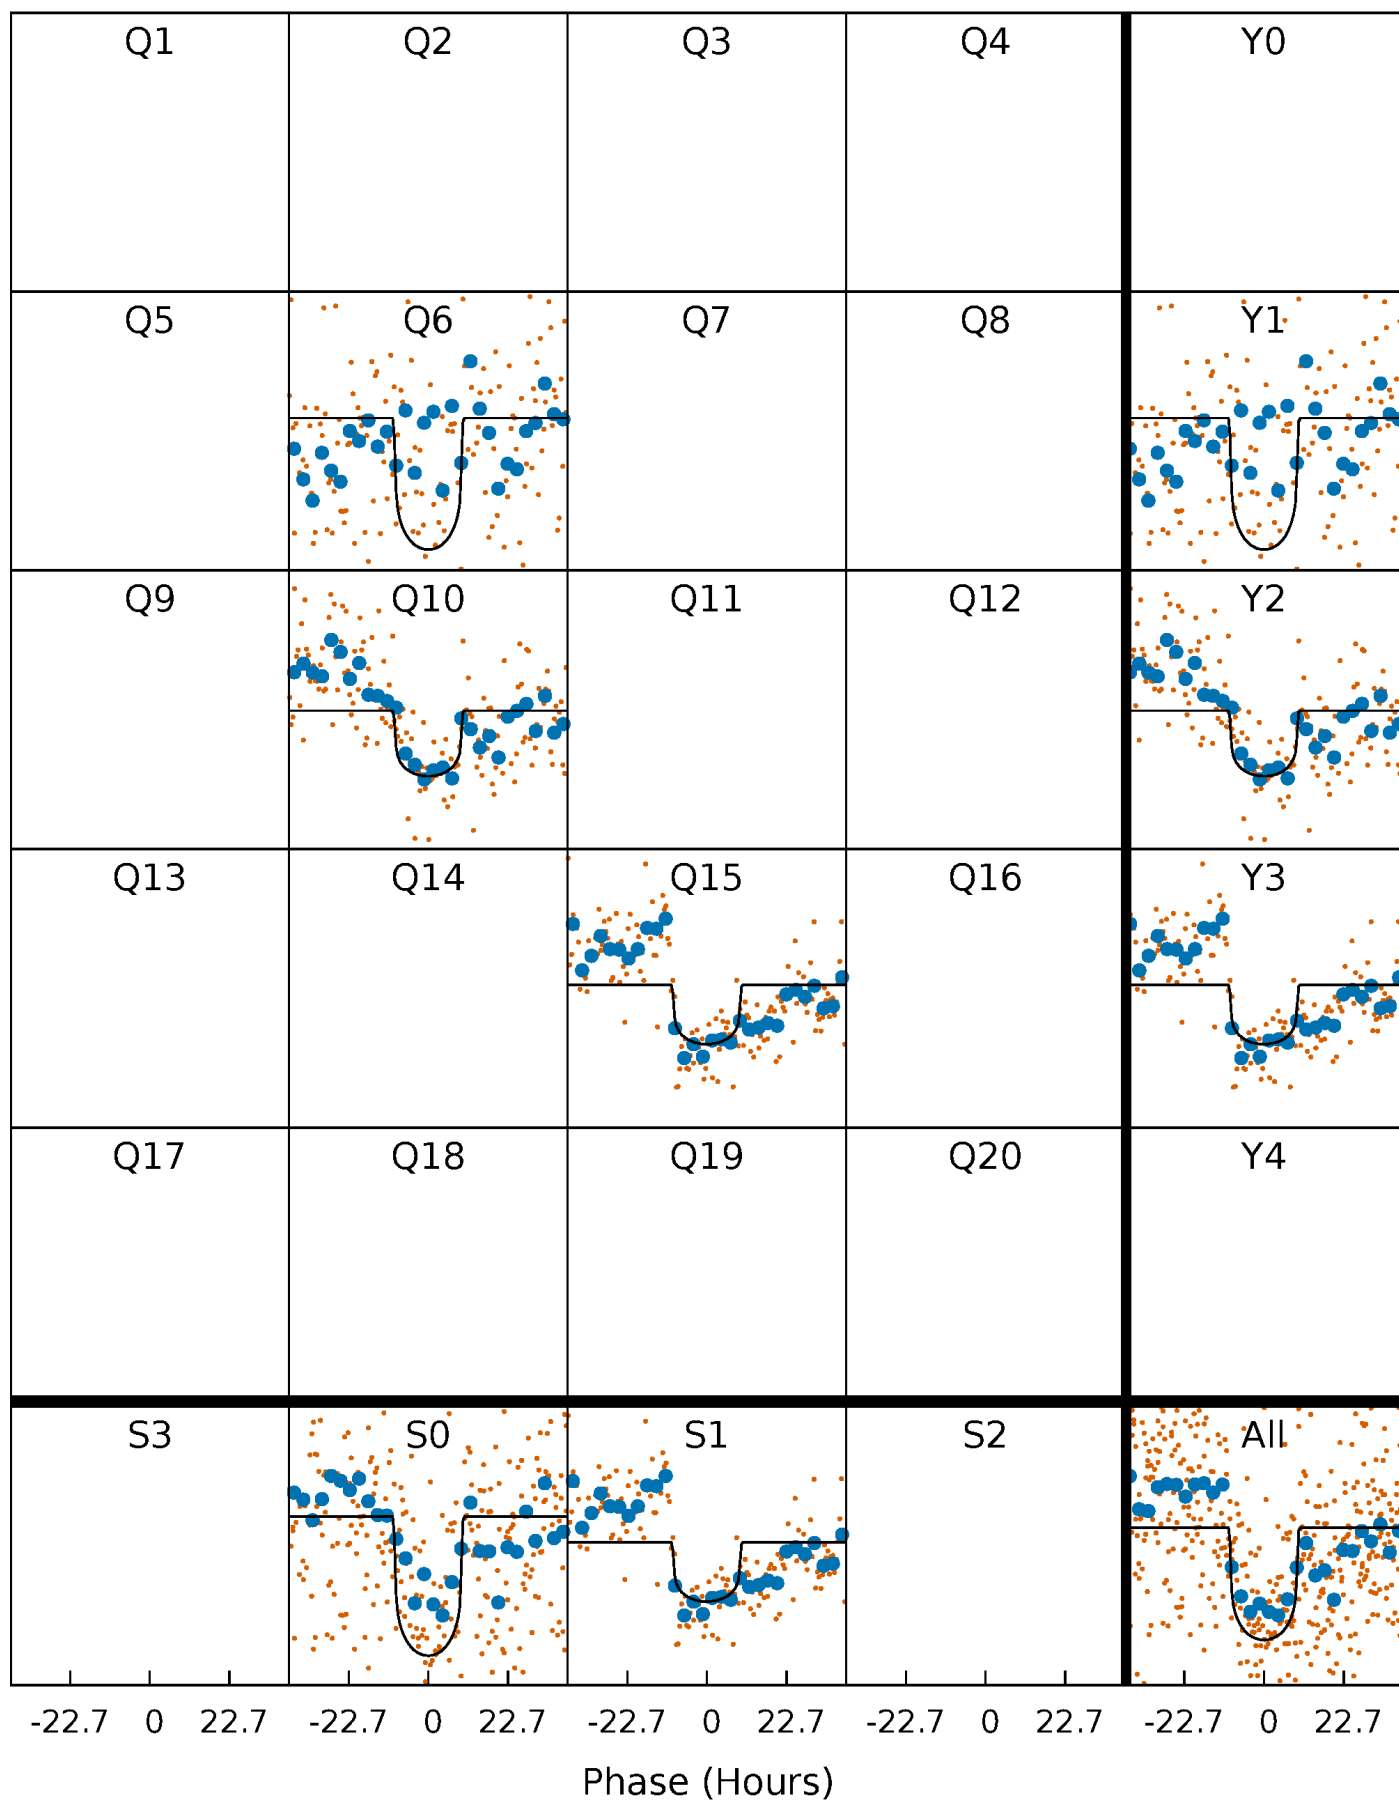 Q1 Q2 Q3 Q4 Y0
Q5 Q6 Q7 Q8 Y1
Q9 Q10 Q11 Q12 Y2
Q13 Q14 Q15 Q16 Y3
Q17 Q18 Q19 Q20 Y4
S3 S0 S1 S2 All
-22.7 0 22.7 -22.7 0 22.7 -22.7 0 22.7 -22.7 0 22.7 -22.7 0 22.7
Phase (Hours)